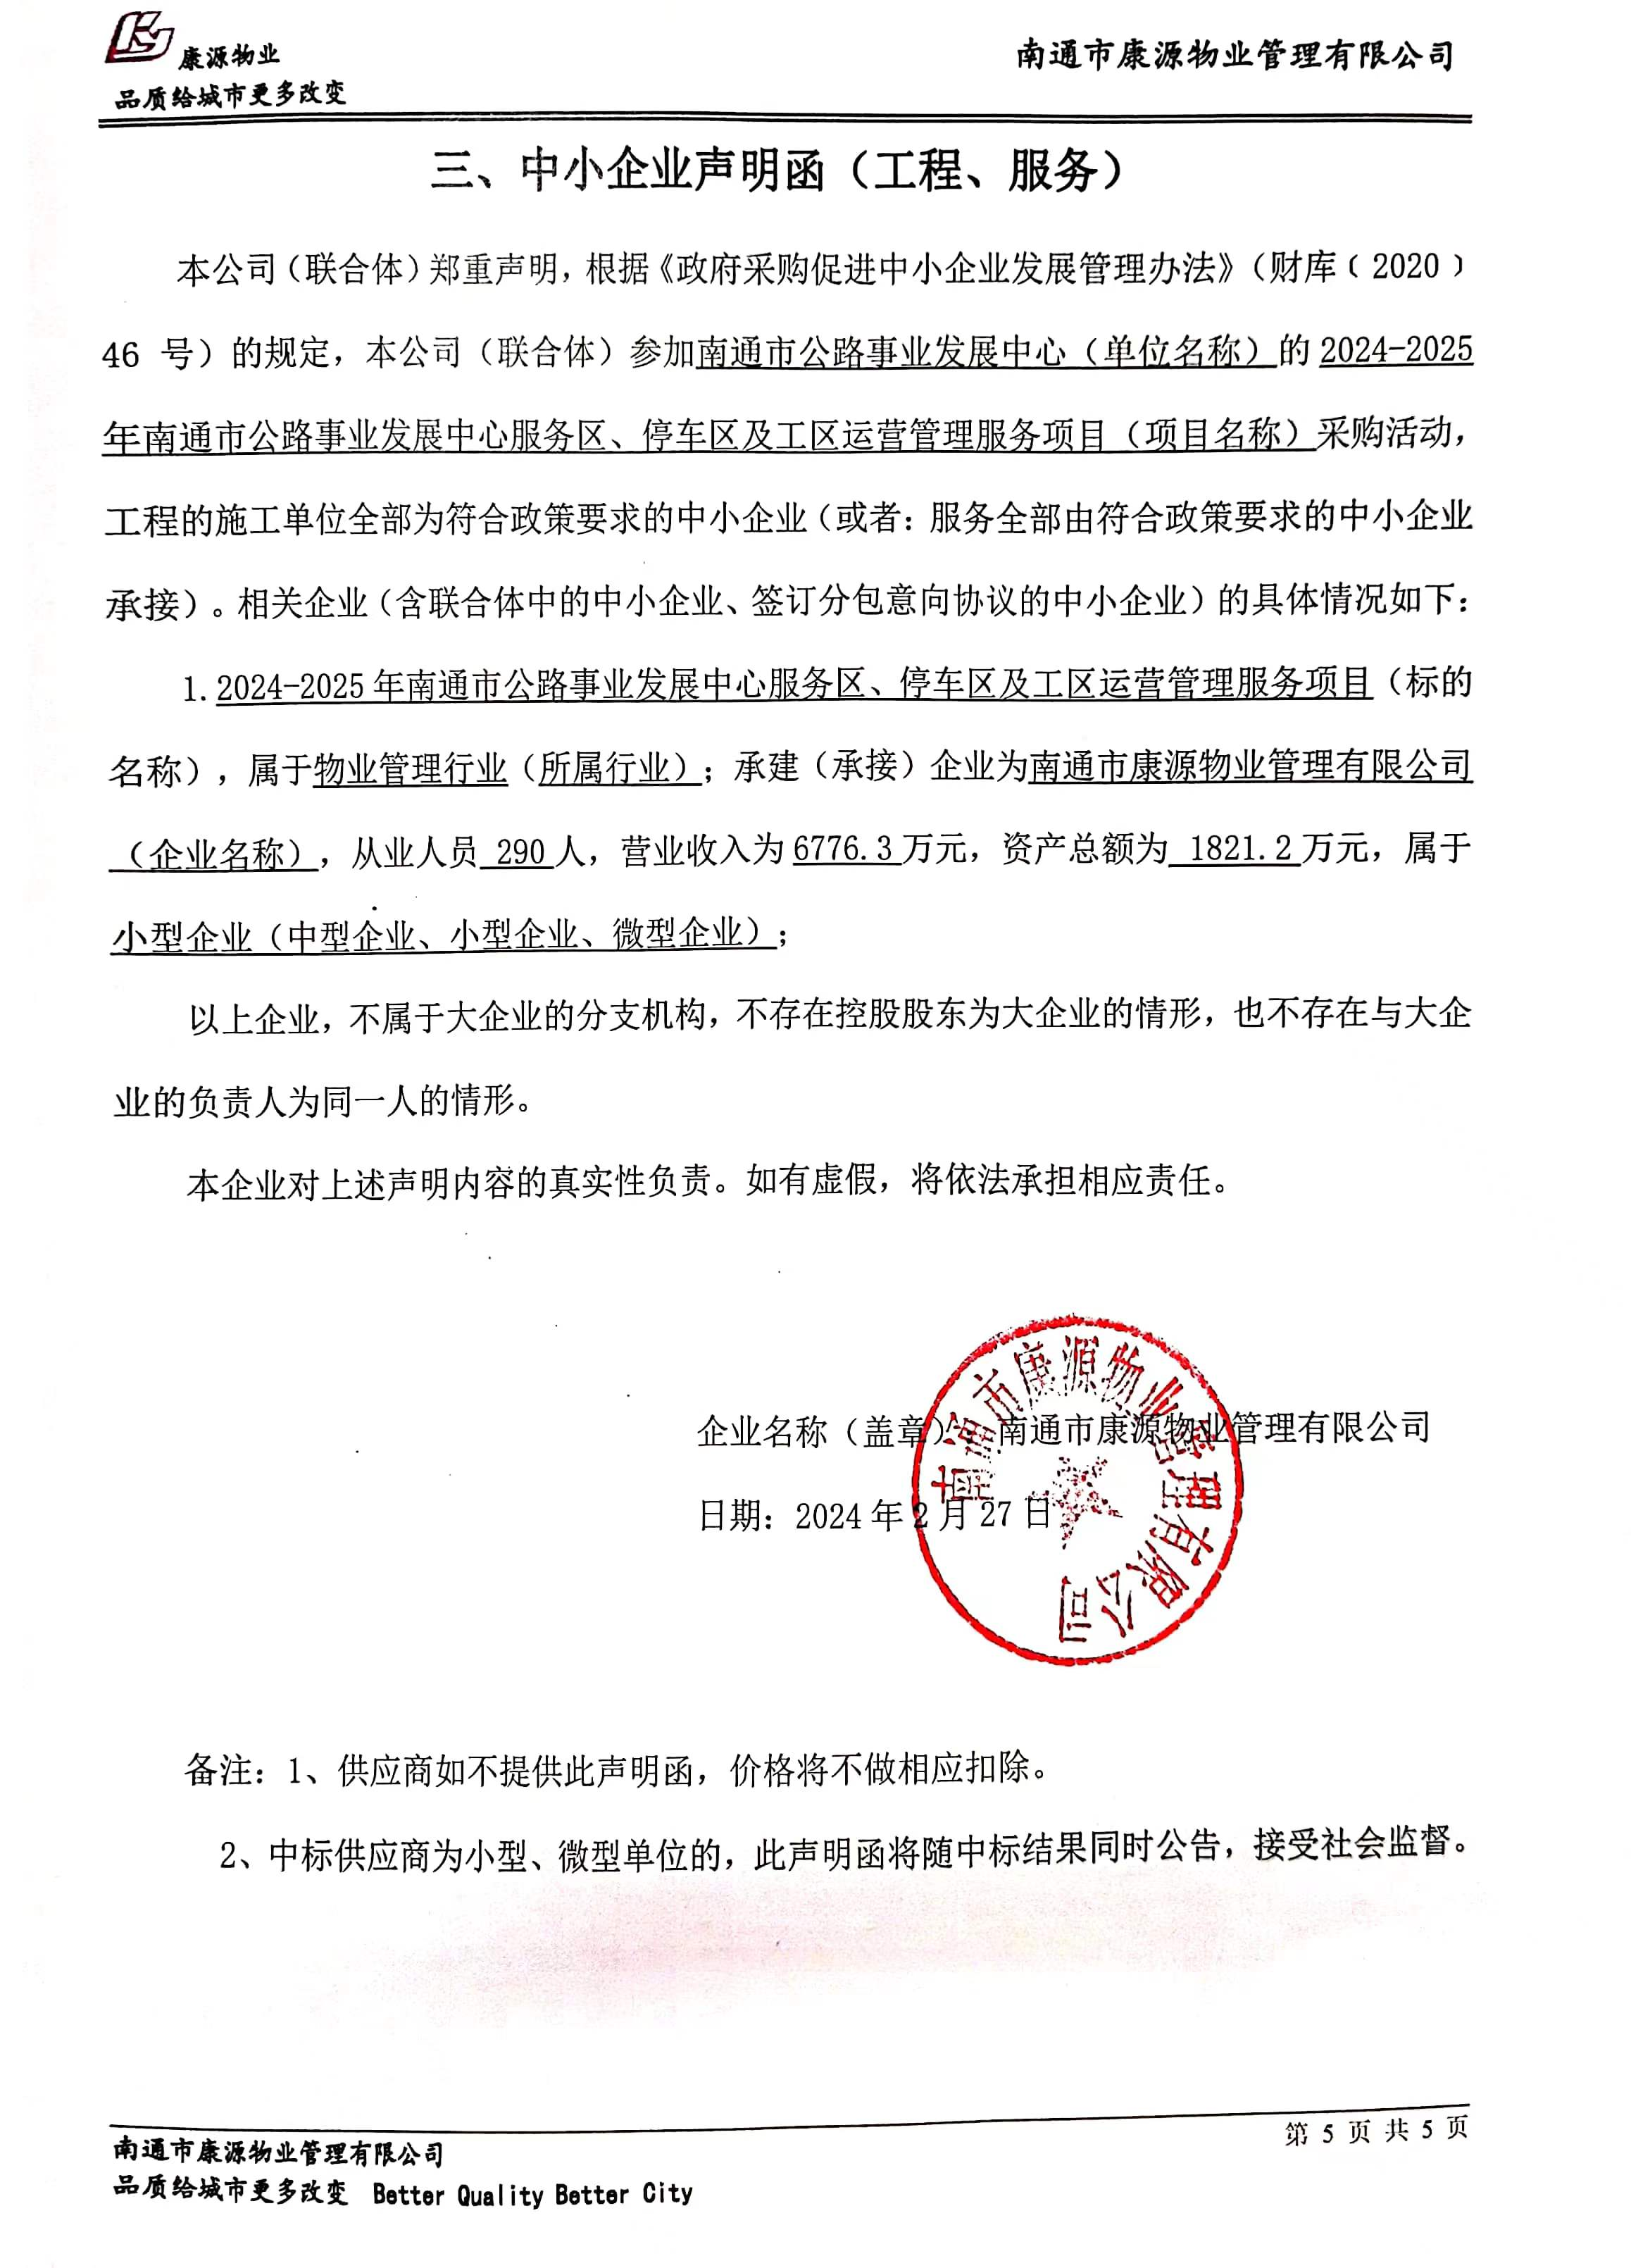 康源物业
南通市康源物业管理有限公司
品质给城市更多改变
三、中小企业声明函（工程、服务）
本公司（联合体）郑重声明，根据《政府采购促进中小企业发展管理办法》（财库﹝2020﹞
46 号）的规定，本公司（联合体）参加南通市公路事业发展中心（单位名称）的 2024-2025
年南通市公路事业发展中心服务区、停车区及工区运营管理服务项目（项目名称）采购活动，
工程的施工单位全部为符合政策要求的中小企业（或者：服务全部由符合政策要求的中小企业
承接）。相关企业（含联合体中的中小企业、签订分包意向协议的中小企业）的具体情况如下：
1. 2024-2025 年南通市公路事业发展中心服务区、停车区及工区运营管理服务项目（标的
名称），属于物业管理行业（所属行业）；承建（承接）企业为南通市康源物业管理有限公司
（企业名称），从业人员 290 人，营业收入为 6776.3 万元，资产总额为 1821.2 万元，属于
小型企业（中型企业、小型企业、微型企业）；
以上企业，不属于大企业的分支机构，不存在控股股东为大企业的情形，也不存在与大企
业的负责人为同一人的情形。
本企业对上述声明内容的真实性负责。如有虚假，将依法承担相应责任。
南通市康源物业管理有限公司
企业名称（盖章）：南通市康源物业管理有限公司
日期：2024 年 2 月 27 日
备注：1、供应商如不提供此声明函，价格将不做相应扣除。
2、中标供应商为小型、微型单位的，此声明函将随中标结果同时公告，接受社会监督。
第 5 页 共 5 页
南通市康源物业管理有限公司
品质给城市更多改变 Better Quality Better City